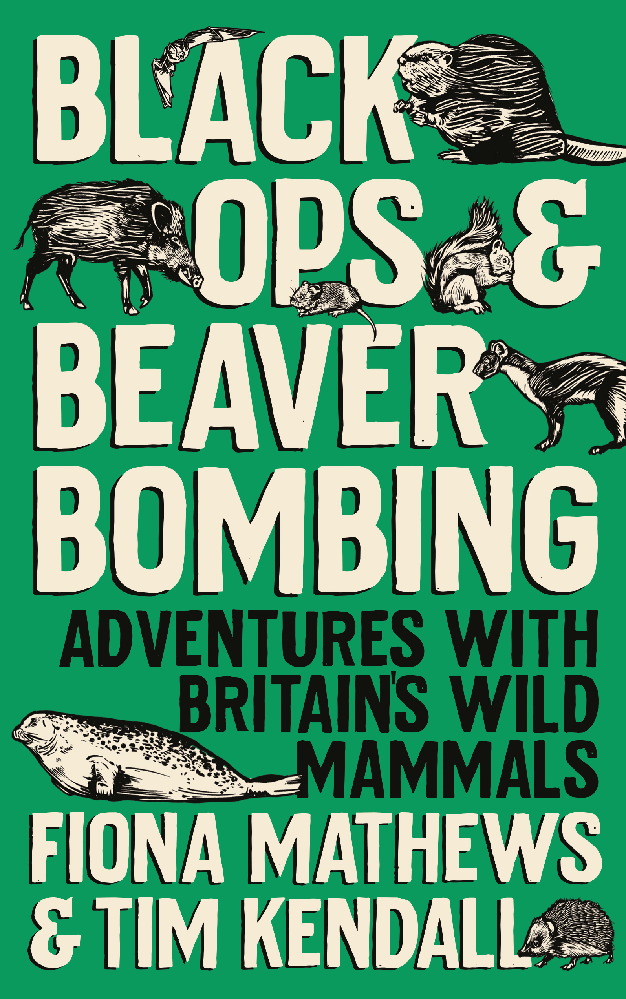 BLACK
OPS &
BEAVER
BOMBING
ADVENTURES WITH
BRITAIN'S WILD
MAMMALS
FIONA MATHEWS
& TIM KENDALL